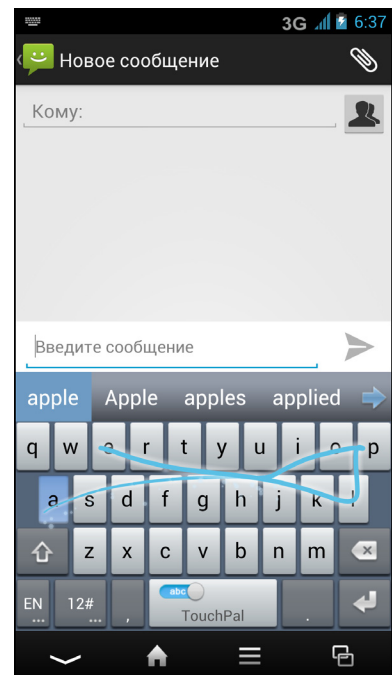 3G 6:37
Новое сообщение
Кому:
Введите сообщение
apple Apple apples applied
q w e r t y u i o p
a s d f g h j k l
z x c v b n m
EN 12# , abc .
TouchPal